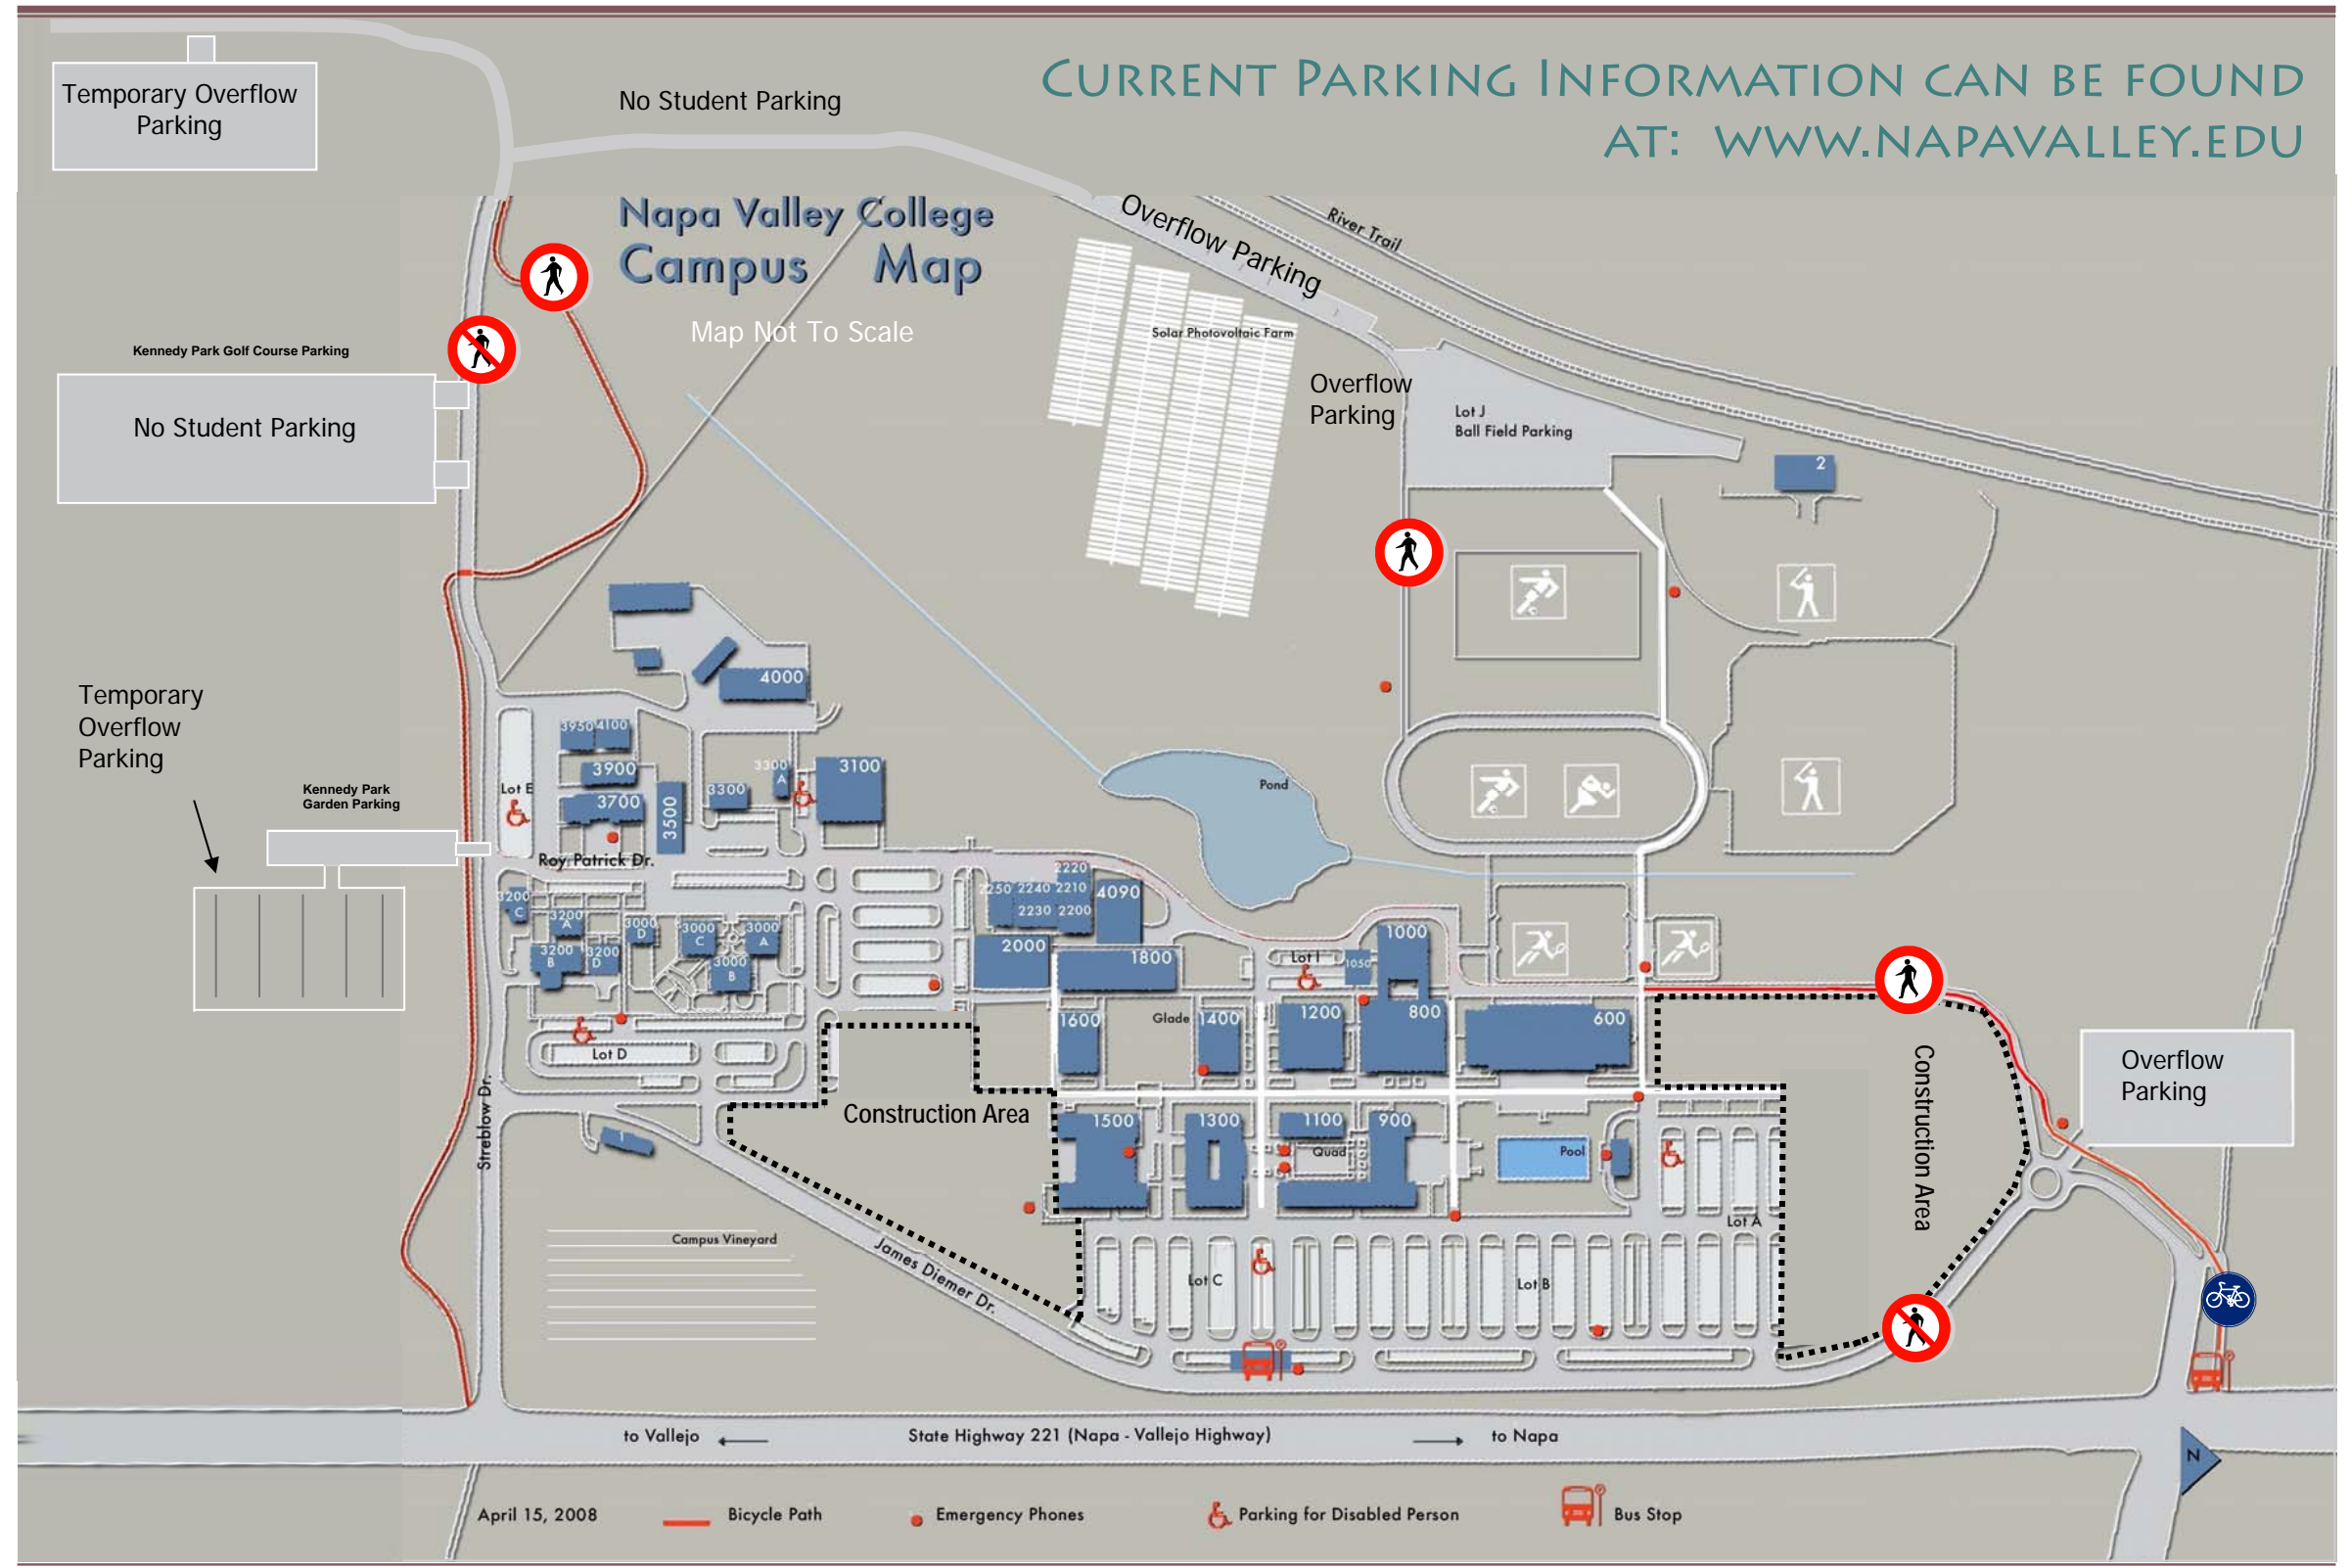 CURRENT PARKING INFORMATION CAN BE FOUND
AT: WWW.NAPAVALLEY.EDU
Temporary Overflow
Parking
No Student Parking
Napa Valley College
Campus Map
Map Not To Scale
Overflow Parking
River Trail
Solar Photovoltaic Farm
Kennedy Park Golf Course Parking
No Student Parking
Overflow
Parking
Lot J
Ball Field Parking
2
4000
Temporary
Overflow
Parking
Kennedy Park
Garden Parking
3950
4100
3900
3700
3500
3300
3300
A
3100
Lot E
Roy Patrick Dr.
Pond
3200
C
3200
A
3200
B
3200
D
3000
D
3000
C
3000
A
3000
B
2220
2250
2240
2210
2230
2200
4090
2000
1800
Lot I
1050
1000
1600
Glade
1400
1200
800
600
Lot D
Streblow Dr.
1
Construction Area
1500
1300
1100
900
Quad
Pool
Construction Area
Overflow
Parking
Lot A
Lot B
Lot C
Campus Vineyard
James Diemer Dr.
to Vallejo
State Highway 221 (Napa - Vallejo Highway)
to Napa
N
April 15, 2008
Bicycle Path
Emergency Phones
Parking for Disabled Person
Bus Stop